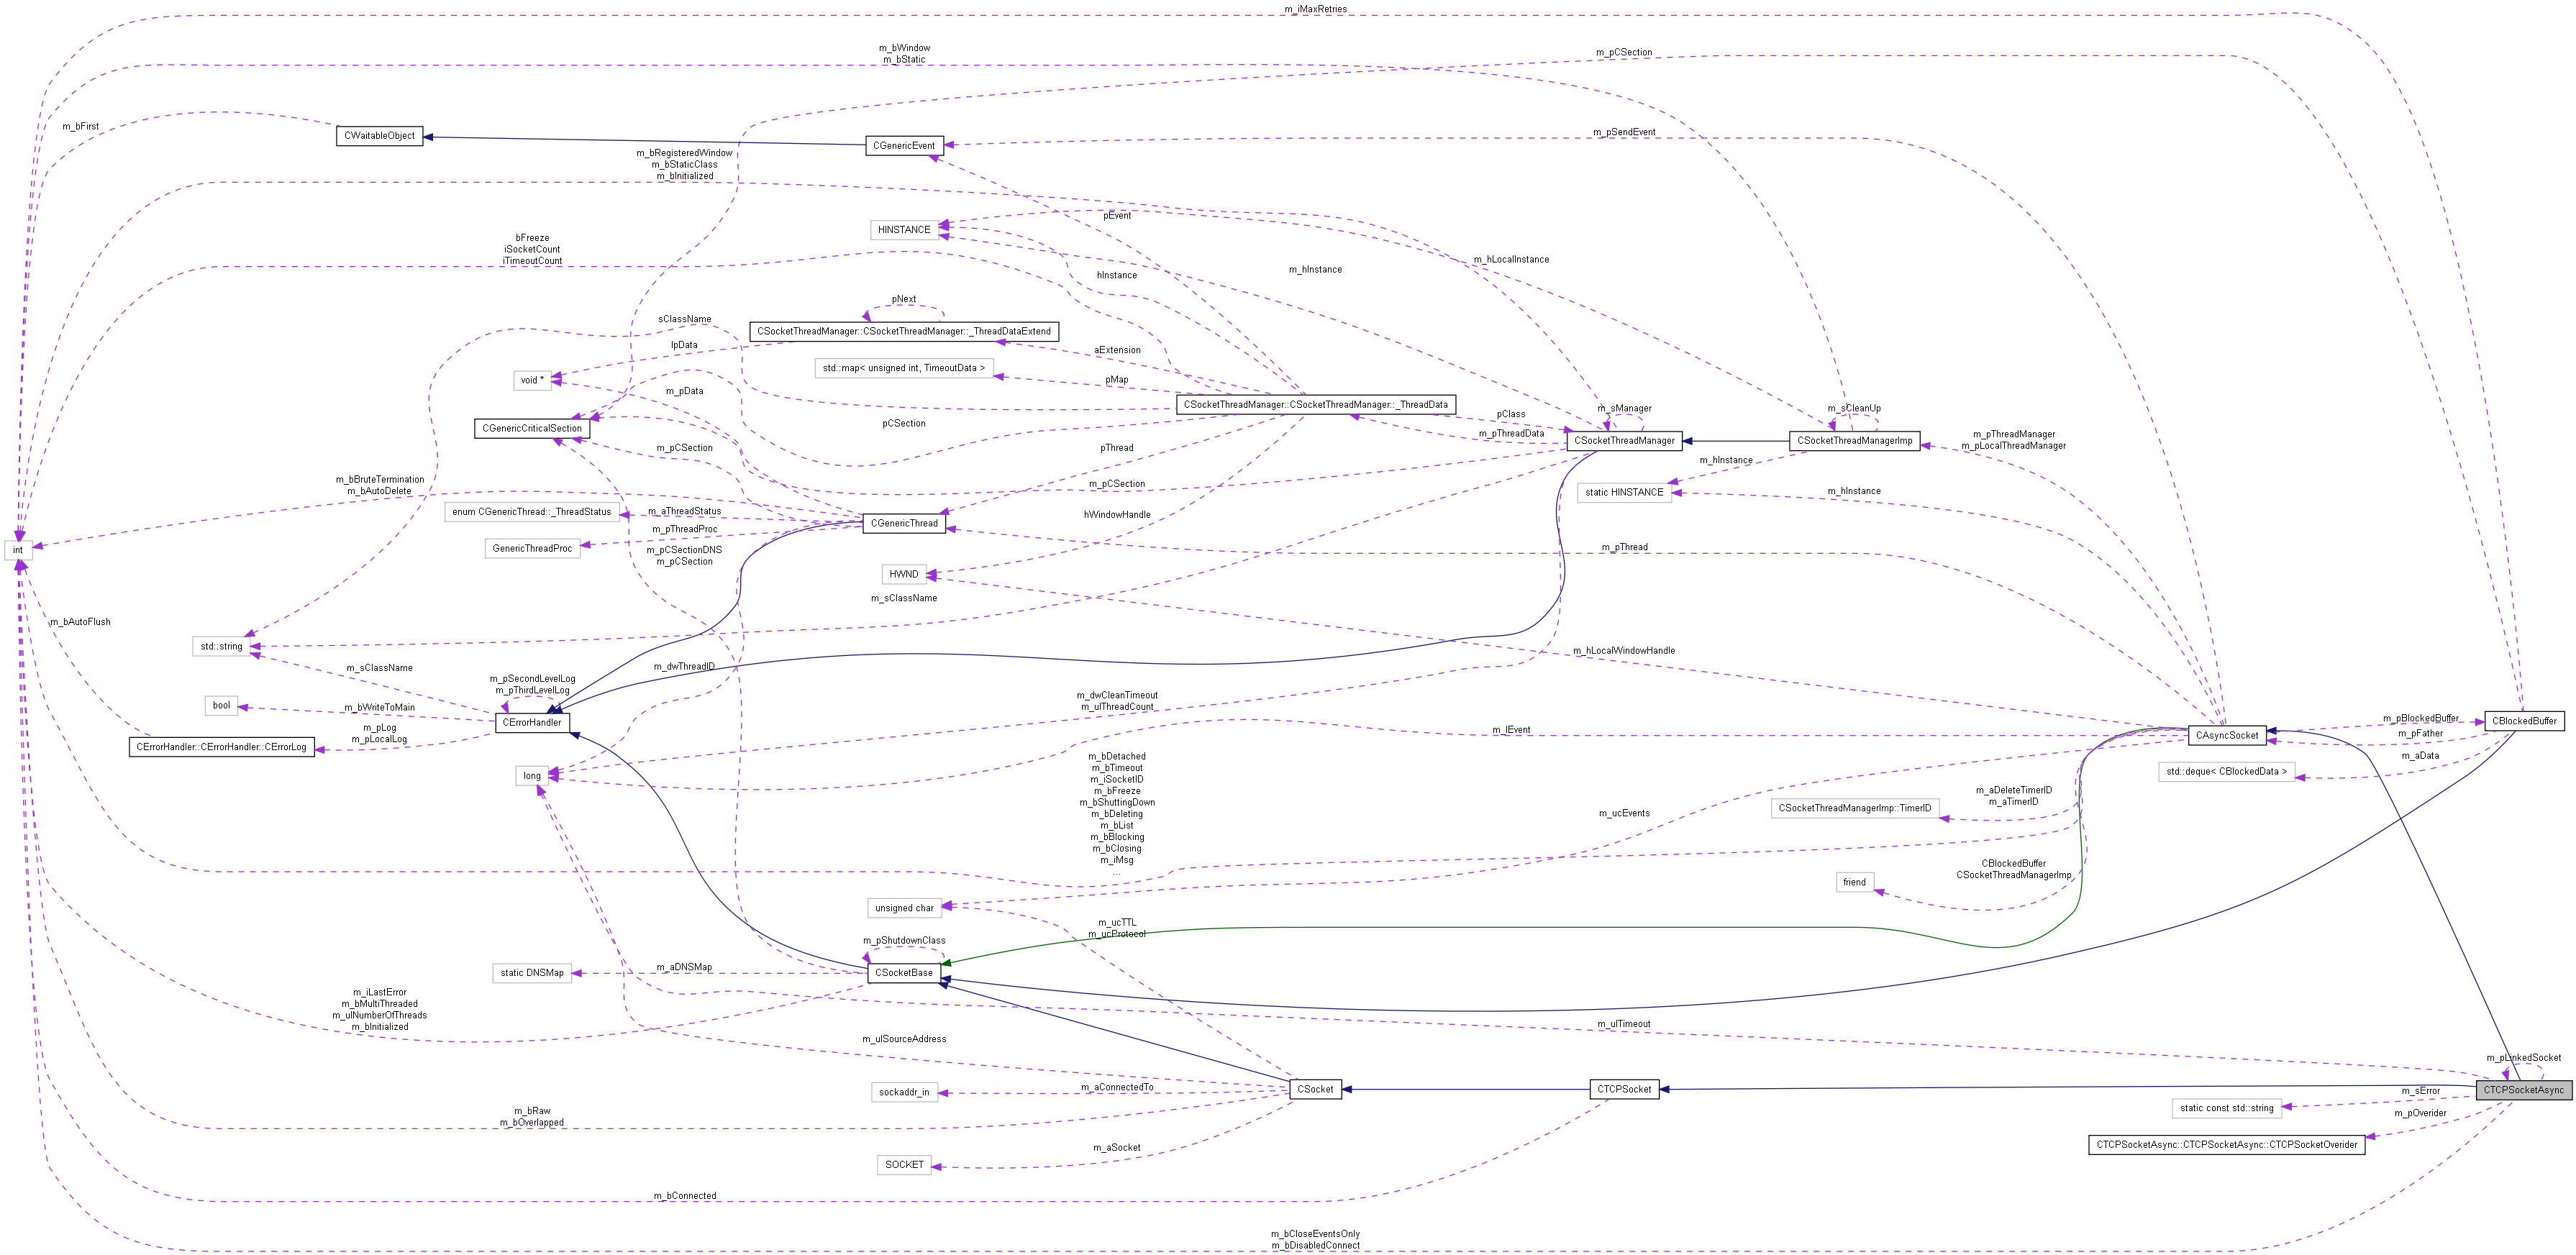 m_iMaxRetries
m_bWindow
m_bStatic
m_pCSection
m_bFirst
CWaitableObject
CGenericEvent
m_pSendEvent
m_bRegisteredWindow
m_bStaticClass
m_bInitialized
pEvent
HINSTANCE
bFreeze
iSocketCount
iTimeoutCount
hInstance
m_hInstance
m_hLocalInstance
pNext
sClassName
CSocketThreadManager::CSocketThreadManager::_ThreadDataExtend
lpData
aExtension
std::map< unsigned int, TimeoutData >
void *
pMap
m_pData
CSocketThreadManager::CSocketThreadManager::_ThreadData
m_sManager
m_sCleanUp
pClass
pCSection
CGenericCriticalSection
m_pThreadData
CSocketThreadManager
CSocketThreadManagerImp
m_pThreadManager
m_pLocalThreadManager
m_pCSection
pThread
m_hInstance
m_bBruteTermination
m_bAutoDelete
m_pCSection
static HINSTANCE
m_hInstance
enum CGenericThread::_ThreadStatus
m_aThreadStatus
CGenericThread
hWindowHandle
m_pThreadProc
GenericThreadProc
int
m_pCSectionDNS
m_pCSection
m_pThread
HWND
m_sClassName
m_bAutoFlush
std::string
m_sClassName
m_dwThreadID
m_hLocalWindowHandle
m_pSecondLevelLog
m_pThirdLevelLog
bool
m_bWriteToMain
CErrorHandler
m_dwCleanTimeout
m_ulThreadCount
m_pBlockedBuffer
CBlockedBuffer
m_pLog
m_pLocalLog
CErrorHandler::CErrorHandler::CErrorLog
m_lEvent
CAsyncSocket
m_pFather
m_aData
long
std::deque< CBlockedData >
m_bDetached
m_bTimeout
m_iSocketID
m_bFreeze
m_bShuttingDown
m_bDeleting
m_bList
m_bBlocking
m_bClosing
m_iMsg
...
m_aDeleteTimerID
m_aTimerID
CSocketThreadManagerImp::TimerID
m_ucEvents
CBlockedBuffer
CSocketThreadManagerImp
friend
unsigned char
m_ucTTL
m_ucProtocol
m_pShutdownClass
static DNSMap
m_aDNSMap
CSocketBase
m_iLastError
m_bMultiThreaded
m_ulNumberOfThreads
m_bInitialized
m_ulTimeout
m_ulSourceAddress
m_pLinkedSocket
sockaddr_in
m_aConnectedTo
CSocket
CTCPSocket
CTCPSocketAsync
m_sError
static const std::string
m_bRaw
m_bOverlapped
m_pOverider
CTCPSocketAsync::CTCPSocketAsync::CTCPSocketOverider
m_aSocket
SOCKET
m_bConnected
m_bCloseEventsOnly
m_bDisabledConnect